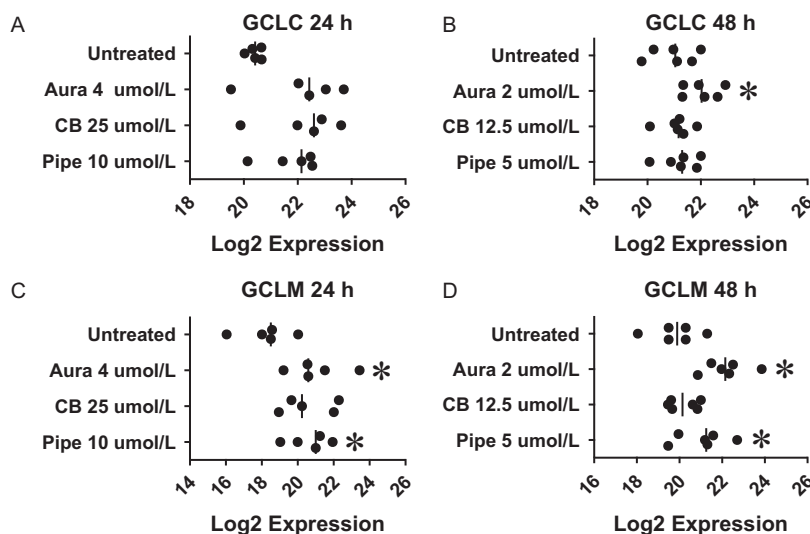 A
GCLC 24 h
Untreated
Aura 4 umol/L
CB 25 umol/L
Pipe 10 umol/L
18 20 22 24 26
Log2 Expression
B
GCLC 48 h
Untreated
Aura 2 umol/L
*
CB 12.5 umol/L
Pipe 5 umol/L
18 20 22 24 26
Log2 Expression
C
GCLM 24 h
Untreated
Aura 4 umol/L
*
CB 25 umol/L
Pipe 10 umol/L
*
14 16 18 20 22 24 26
Log2 Expression
D
GCLM 48 h
Untreated
Aura 2 umol/L
*
CB 12.5 umol/L
Pipe 5 umol/L
*
16 18 20 22 24 26
Log2 Expression